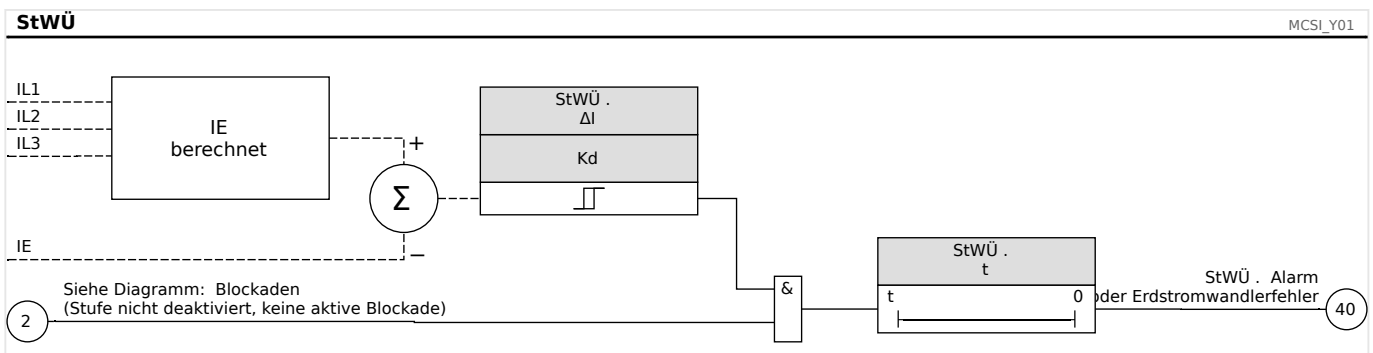 StWÜ
MCSI_Y01
IL1
IL2
IL3
IE
berechnet
+
Σ
−
IE
StWÜ .
ΔI
Kd
Siehe Diagramm: Blockaden
(Stufe nicht deaktiviert, keine aktive Blockade)
2
&
StWÜ .
t
t
0
StWÜ . Alarm
oder Erdstromwandlerfehler
40